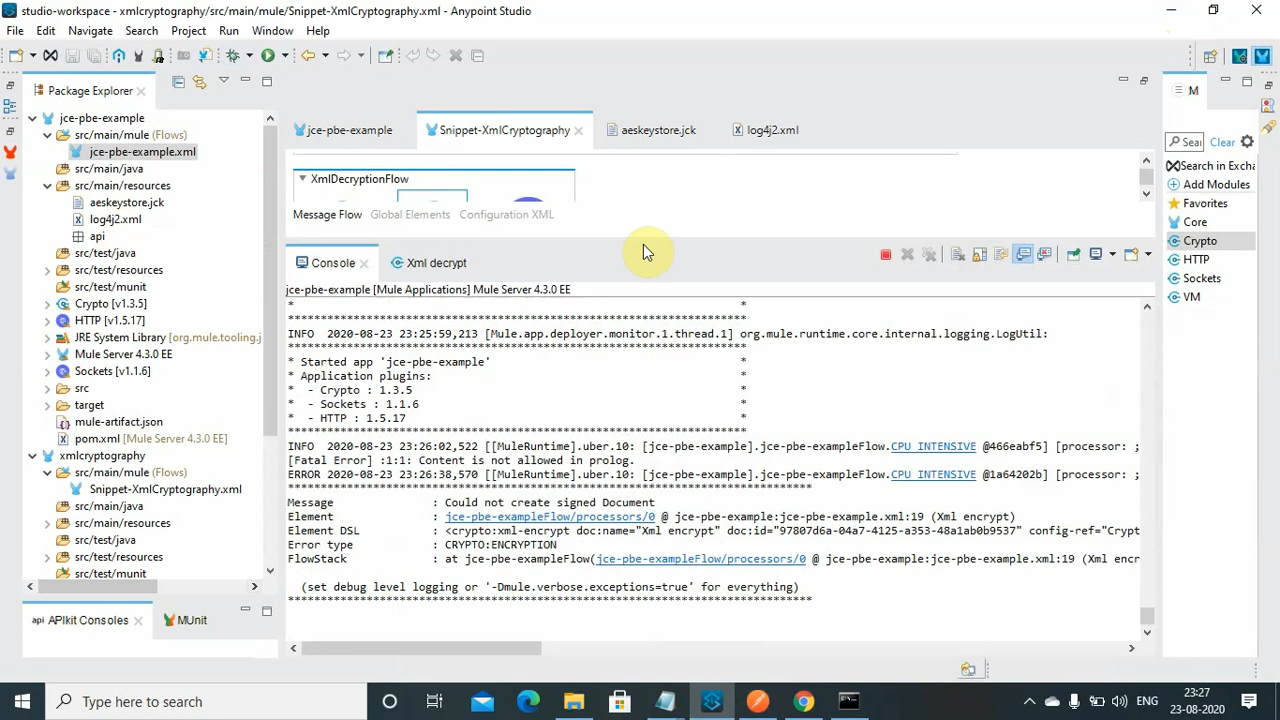 studio-workspace - xmlcryptography/src/main/mule/Snippet-XmlCryptography.xml - Anypoint Studio
File Edit Navigate Search Project Run Window Help
Package Explorer
jce-pbe-example
src/main/mule (Flows)
jce-pbe-example.xml
src/main/java
src/main/resources
aeskeystore.jck
log4j2.xml
api
src/test/java
src/test/resources
src/test/munit
Crypto [v1.3.5]
HTTP [v1.5.17]
JRE System Library [org.mule.tooling.j
Mule Server 4.3.0 EE
Sockets [v1.1.6]
src
target
mule-artifact.json
pom.xml [Mule Server 4.3.0 EE]
xmlcryptography
src/main/mule (Flows)
Snippet-XmlCryptography.xml
src/main/java
src/main/resources
src/test/java
src/test/resources
src/test/munit
api APIkit Consoles MUnit
jce-pbe-example Snippet-XmlCryptography aeskeystore.jck log4j2.xml
XmlDecryptionFlow
Message Flow Global Elements Configuration XML
Console Xml decrypt
jce-pbe-example [Mule Applications] Mule Server 4.3.0 EE
* *
**********************************************************************
INFO 2020-08-23 23:25:59,213 [Mule.app.deployer.monitor.1.thread.1] org.mule.runtime.core.internal.logging.LogUtil:
**********************************************************************
* Started app 'jce-pbe-example' *
* Application plugins: *
* - Crypto : 1.3.5 *
* - Sockets : 1.1.6 *
* - HTTP : 1.5.17 *
**********************************************************************
INFO 2020-08-23 23:26:02,522 [[MuleRuntime].uber.10: [jce-pbe-example].jce-pbe-exampleFlow.CPU_INTENSIVE @466eabf5] [processor: ;
[Fatal Error] :1:1: Content is not allowed in prolog.
ERROR 2020-08-23 23:26:38,570 [[MuleRuntime].uber.10: [jce-pbe-example].jce-pbe-exampleFlow.CPU_INTENSIVE @1a64202b] [processor: ;
********************************************************************************
Message : Could not create signed Document
Element : jce-pbe-exampleFlow/processors/0 @ jce-pbe-example:jce-pbe-example.xml:19 (Xml encrypt)
Element DSL : <crypto:xml-encrypt doc:name="Xml encrypt" doc:id="97807d6a-04a7-4125-a353-48a1ab0b9537" config-ref="Crypt
Error type : CRYPTO:ENCRYPTION
FlowStack : at jce-pbe-exampleFlow(jce-pbe-exampleFlow/processors/0 @ jce-pbe-example:jce-pbe-example.xml:19 (Xml encr
(set debug level logging or '-Dmule.verbose.exceptions=true' for everything)
********************************************************************************
M
Sea Clear
Search in Excha
Add Modules
Favorites
Core
Crypto
HTTP
Sockets
VM
Type here to search
ENG
23:27
23-08-2020